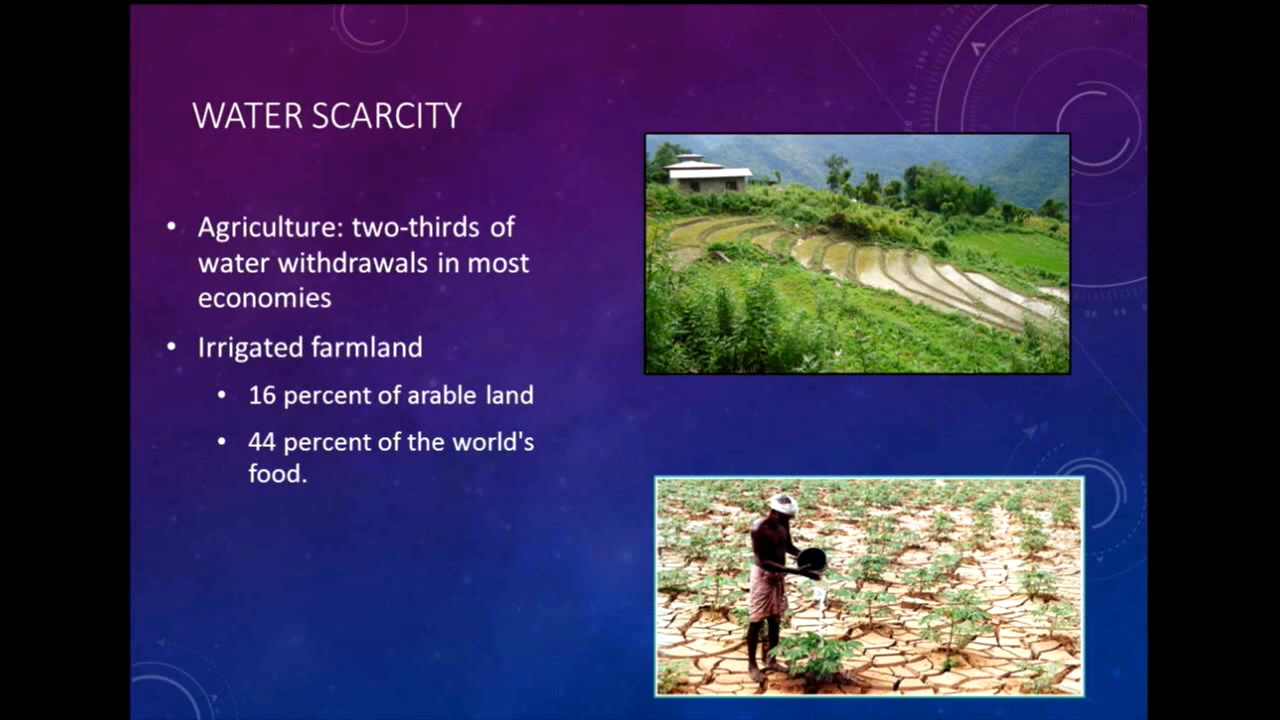 WATER SCARCITY
• Agriculture: two-thirds of
water withdrawals in most
economies
• Irrigated farmland
• 16 percent of arable land
• 44 percent of the world's
food.